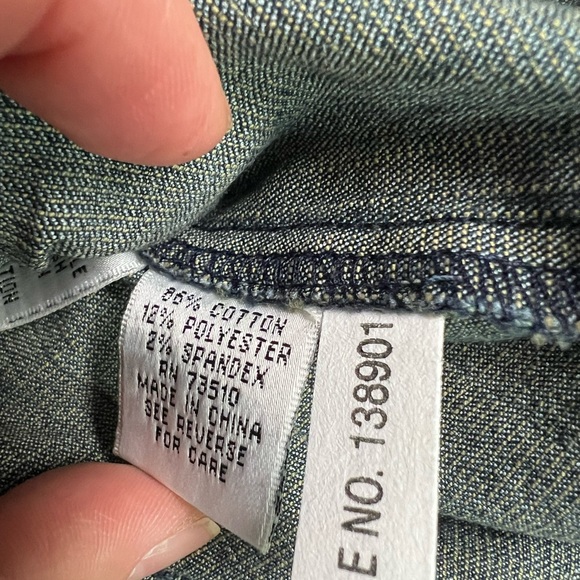 86% COTTON
12% POLYESTER
2% SPANDEX
RN 73510
MADE IN CHINA
SEE REVERSE
FOR CARE
E NO. 138901